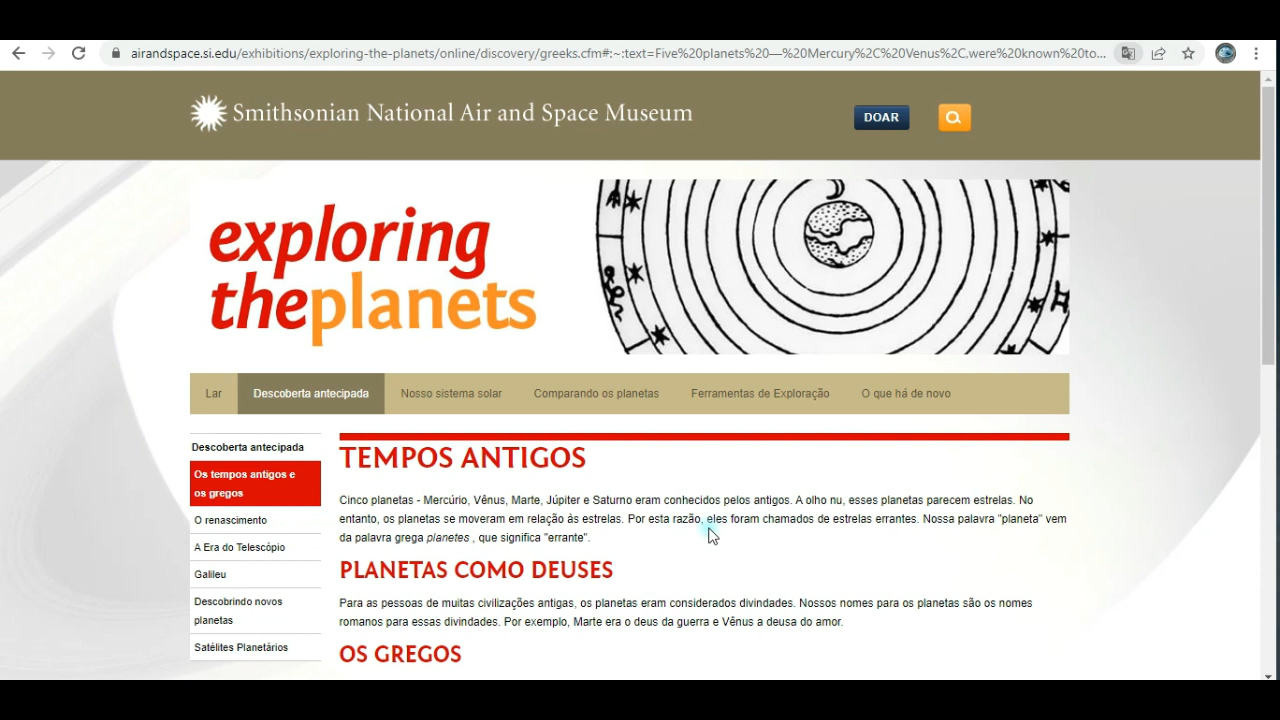 airandspace.si.edu/exhibitions/exploring-the-planets/online/discovery/greeks.cfm#:~:text=Five%20planets%20—%20Mercury%2C%20Venus%2C,were%20known%20to...
Smithsonian National Air and Space Museum
DOAR
exploring
theplanets
Lar Descoberta antecipada Nosso sistema solar Comparando os planetas Ferramentas de Exploração O que há de novo
Descoberta antecipada
Os tempos antigos e
os gregos
O renascimento
A Era do Telescópio
Galileu
Descobrindo novos
planetas
Satélites Planetários
TEMPOS ANTIGOS
Cinco planetas - Mercúrio, Vênus, Marte, Júpiter e Saturno eram conhecidos pelos antigos. A olho nu, esses planetas parecem estrelas. No
entanto, os planetas se moveram em relação às estrelas. Por esta razão, eles foram chamados de estrelas errantes. Nossa palavra "planeta" vem
da palavra grega planetes , que significa "errante".
PLANETAS COMO DEUSES
Para as pessoas de muitas civilizações antigas, os planetas eram considerados divindades. Nossos nomes para os planetas são os nomes
romanos para essas divindades. Por exemplo, Marte era o deus da guerra e Vênus a deusa do amor.
OS GREGOS